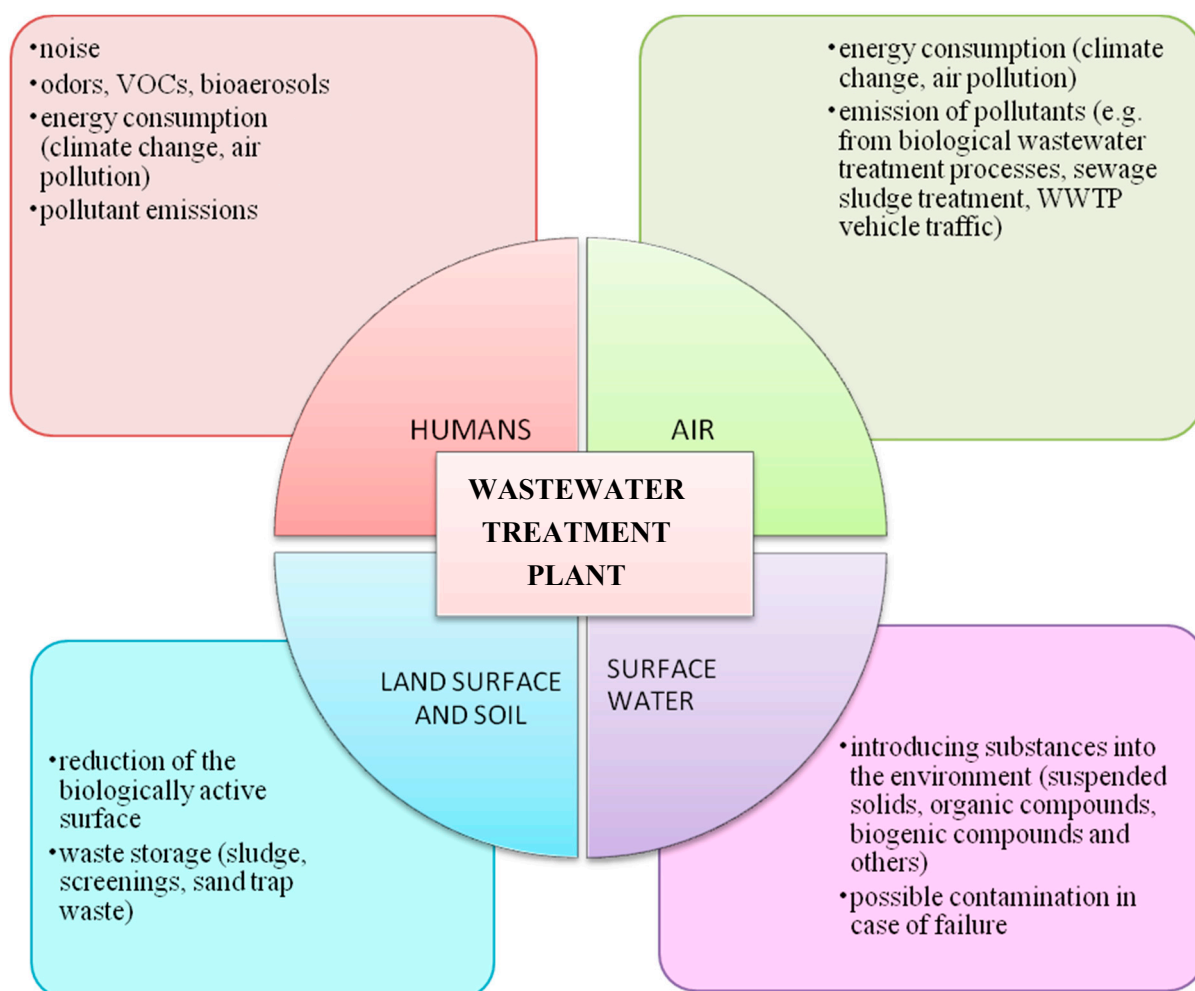 •noise
•odors, VOCs, bioaerosols
•energy consumption
(climate change, air
pollution)
•pollutant emissions
•energy consumption (climate
change, air pollution)
•emission of pollutants (e.g.
from biological wastewater
treatment processes, sewage
sludge treatment, WWTP
vehicle traffic)
HUMANS
AIR
WASTEWATER
TREATMENT
PLANT
LAND SURFACE
AND SOIL
SURFACE
WATER
•reduction of the
biologically active
surface
•waste storage (sludge,
screenings, sand trap
waste)
•introducing substances into
the environment (suspended
solids, organic compounds,
biogenic compounds and
others)
•possible contamination in
case of failure